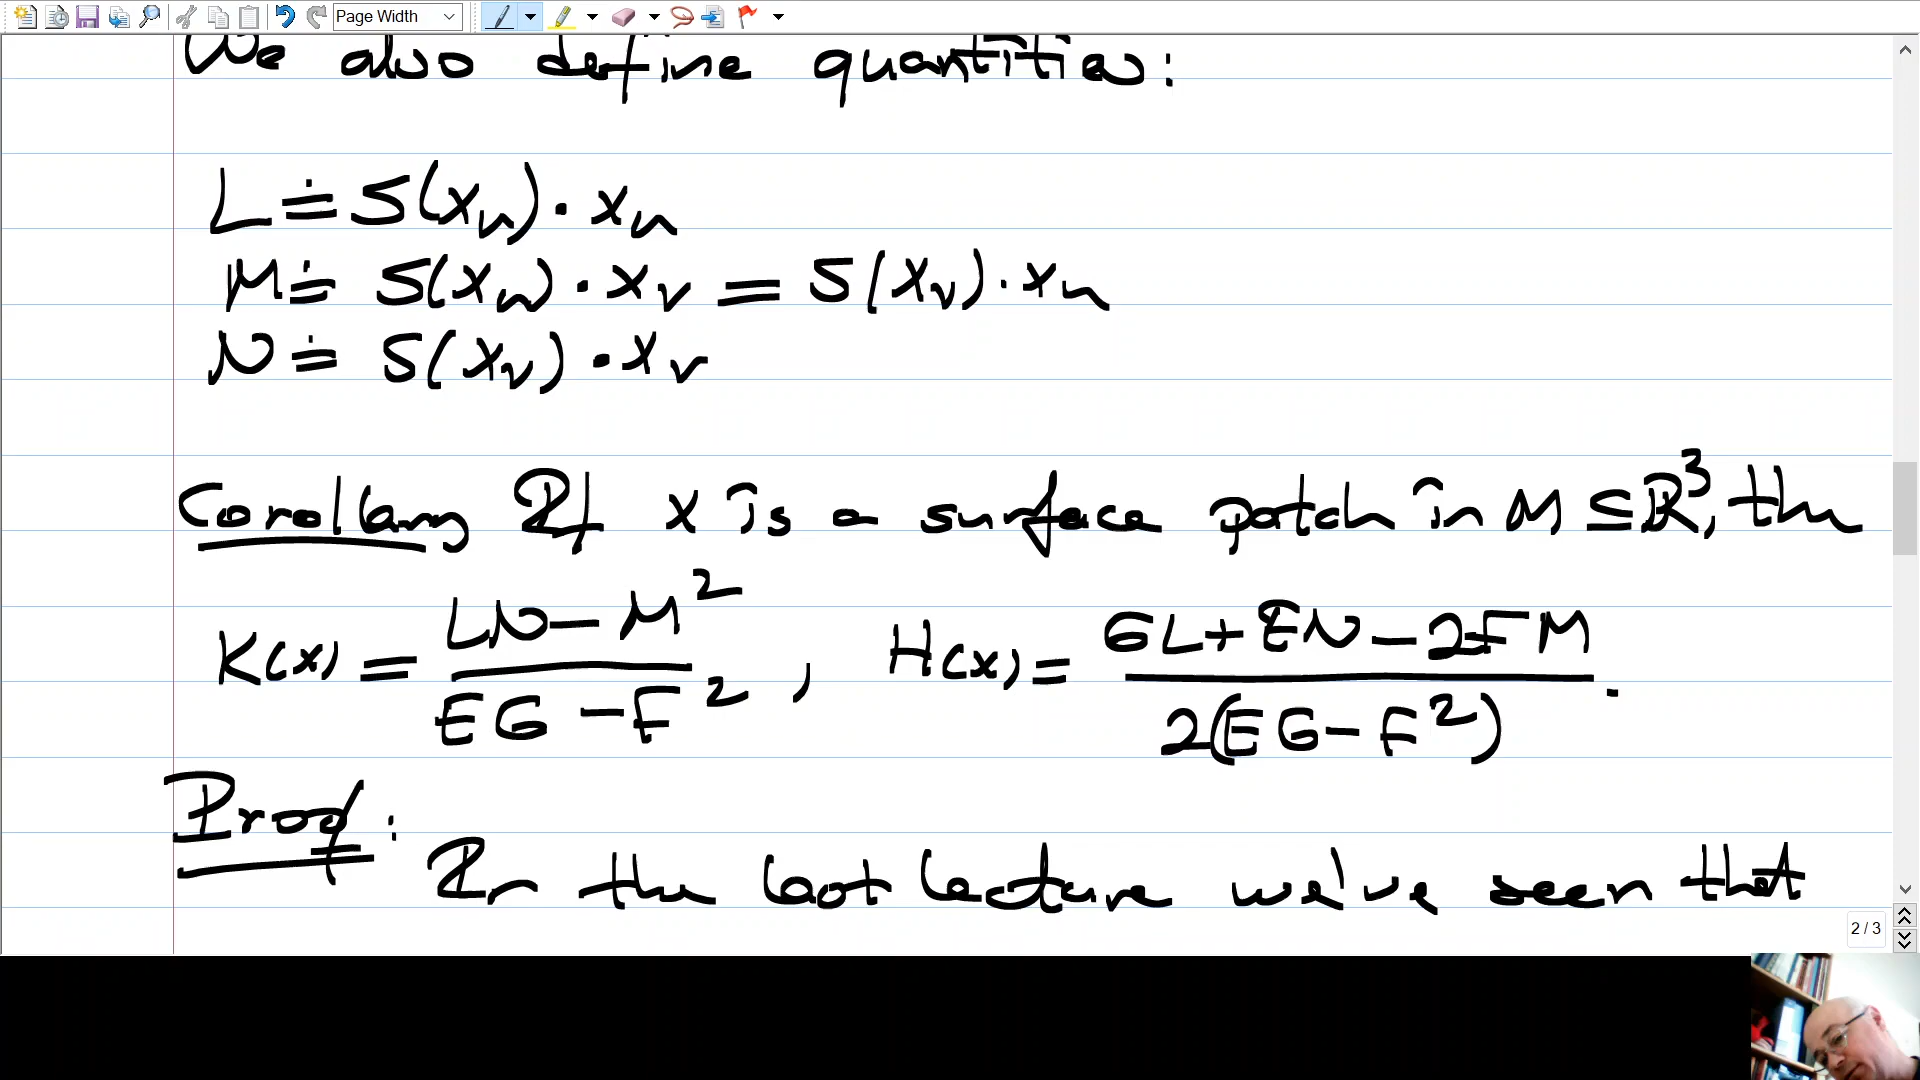 Page Width
We also define quantities:
L ≐ S(x_u) · x_u
M ≐ S(x_u) · x_v = S(x_v) · x_u
N ≐ S(x_v) · x_v
Corollary If x is a surface patch in M ⊆ ℝ³, the
K(x) = (LN − M²) / (EG − F²), H(x) = (GL + EN − 2FM) / (2(EG − F²)).
Proof:
In the last lecture we've seen that
2 / 3